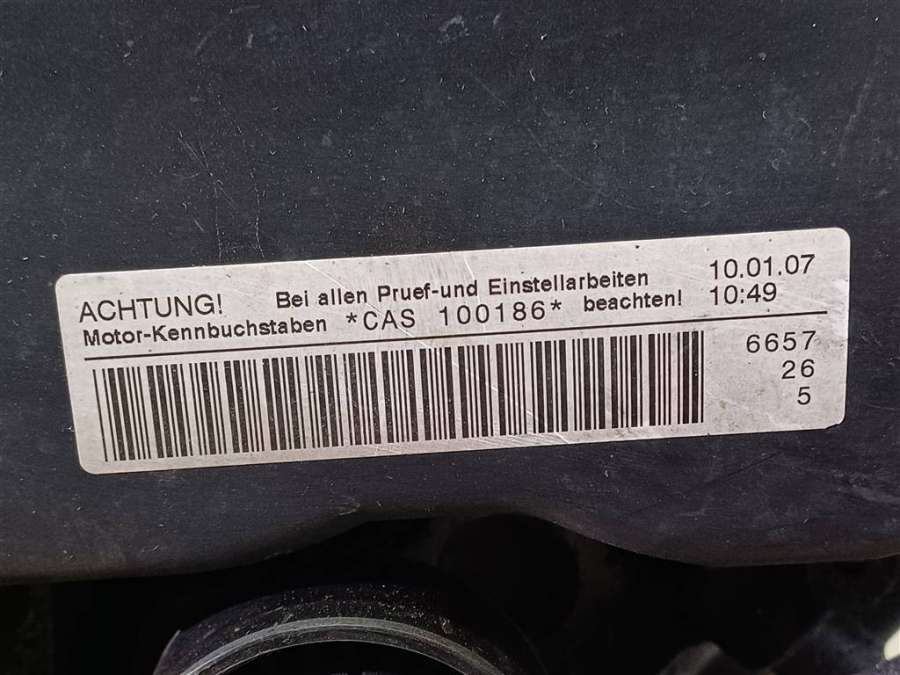 ACHTUNG! Bei allen Pruef-und Einstellarbeiten 10.01.07
Motor-Kennbuchstaben *CAS 100186* beachten! 10:49
6657
26
5